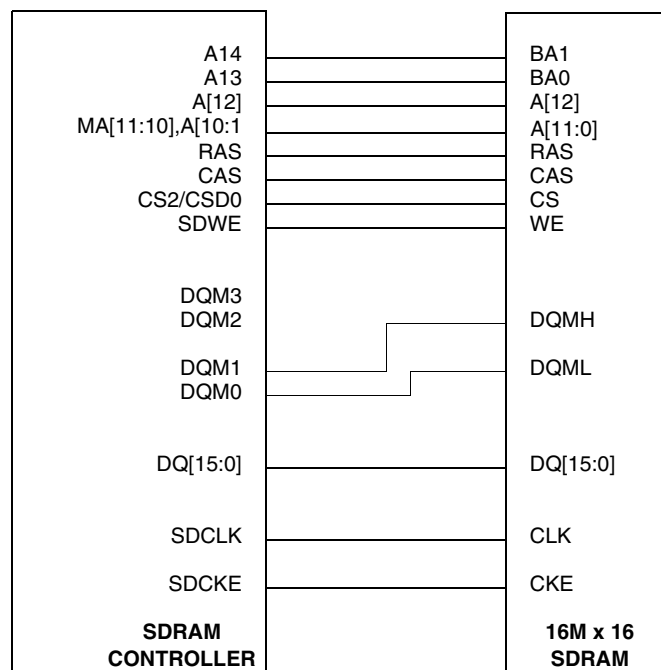 A14 BA1
A13 BA0
A[12] A[12]
MA[11:10],A[10:1 A[11:0]
RAS RAS
CAS CAS
CS2/CSD0 CS
SDWE WE
DQM3
DQM2 DQMH
DQM1 DQML
DQM0
DQ[15:0] DQ[15:0]
SDCLK CLK
SDCKE CKE
SDRAM 16M x 16
CONTROLLER SDRAM